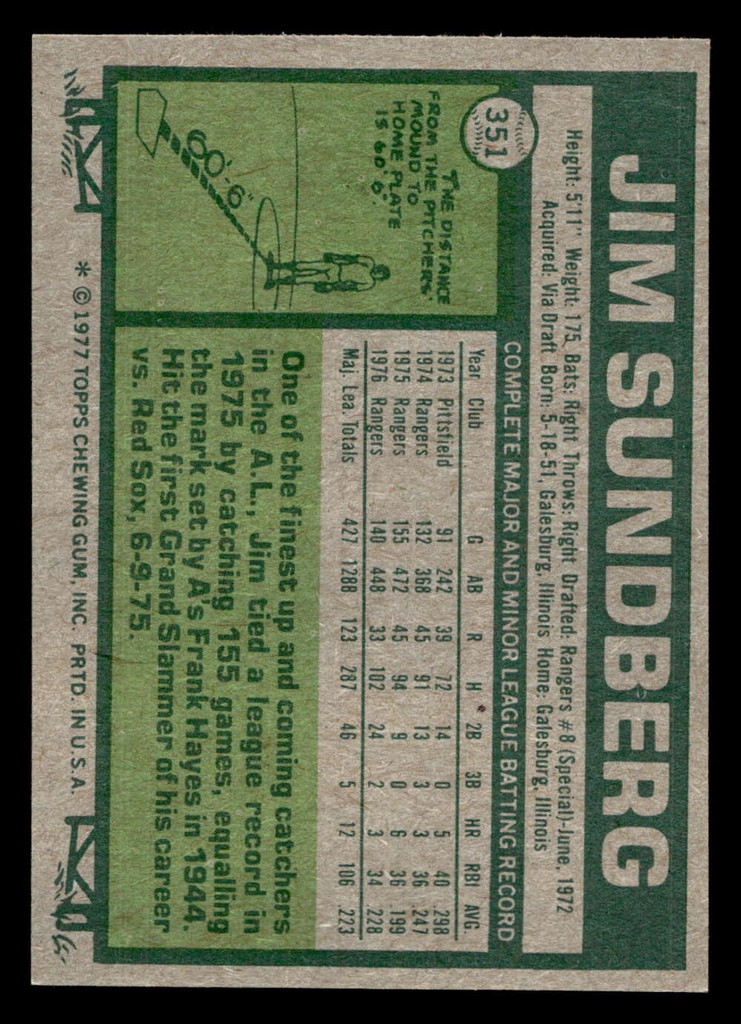 JIM SUNDBERG
351
Height: 5'11" Weight: 175 Bats: Right Throws: Right Drafted: Rangers #8 (Special)-June, 1972
Acquired: Via Draft Born: 5-18-51, Galesburg, Illinois Home: Galesburg, Illinois
COMPLETE MAJOR AND MINOR LEAGUE BATTING RECORD
Year Club G AB R H 2B 3B HR RBI AVG.
1973 Pittsfield 91 242 39 72 14 0 5 40 .298
1974 Rangers 132 368 45 91 13 3 3 36 .247
1975 Rangers 155 472 45 94 9 0 6 36 .199
1976 Rangers 140 448 33 102 24 2 3 34 .228
Maj. Lea. Totals 427 1288 123 287 46 5 12 106 .223
THE DISTANCE
FROM THE PITCHERS'
MOUND TO
HOME PLATE
IS 60' 6".
60'-6"
One of the finest up and coming catchers
in the A.L., Jim tied a league record in
1975 by catching 155 games, equalling
the mark set by A's Frank Hayes in 1944.
Hit the first Grand Slammer of his career
vs. Red Sox, 6-9-75.
* © 1977 TOPPS CHEWING GUM, INC. PRTD. IN U.S.A.